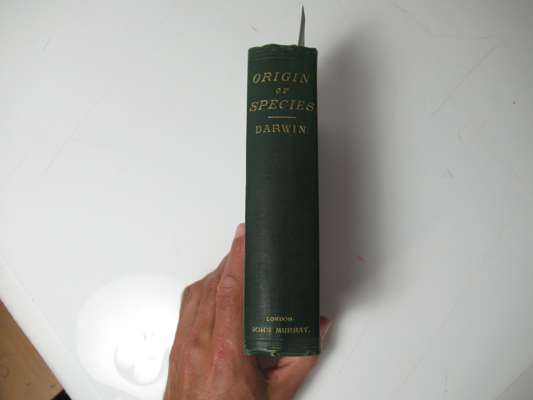 ORIGIN
OF
SPECIES
DARWIN.
LONDON
JOHN MURRAY.